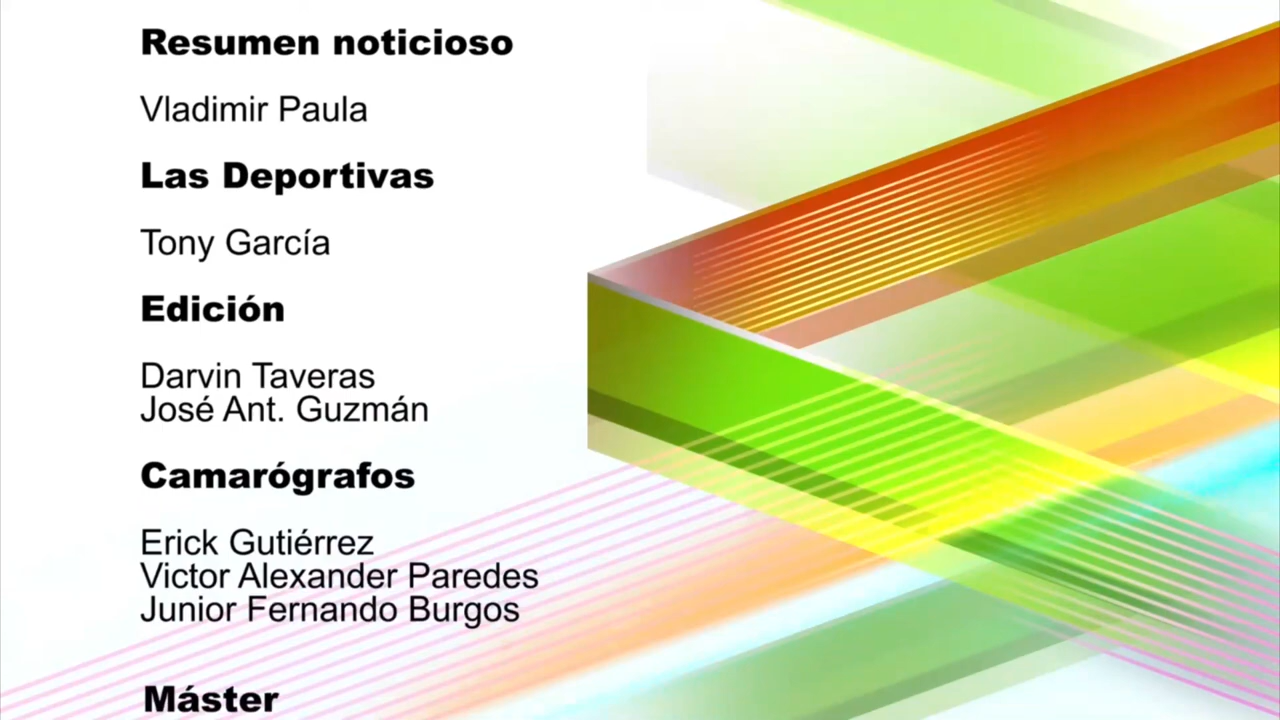 Resumen noticioso
Vladimir Paula
Las Deportivas
Tony García
Edición
Darvin Taveras
José Ant. Guzmán
Camarógrafos
Erick Gutiérrez
Victor Alexander Paredes
Junior Fernando Burgos
Máster